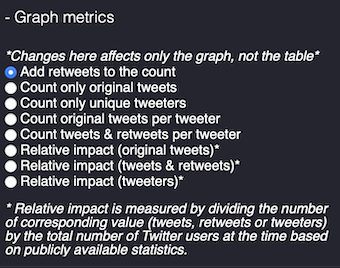 - Graph metrics
*Changes here affects only the graph, not the table*
Add retweets to the count
Count only original tweets
Count only unique tweeters
Count original tweets per tweeter
Count tweets & retweets per tweeter
Relative impact (original tweets)*
Relative impact (tweets & retweets)*
Relative impact (tweeters)*
* Relative impact is measured by dividing the number
of corresponding value (tweets, retweets or tweeters)
by the total number of Twitter users at the time based
on publicly available statistics.